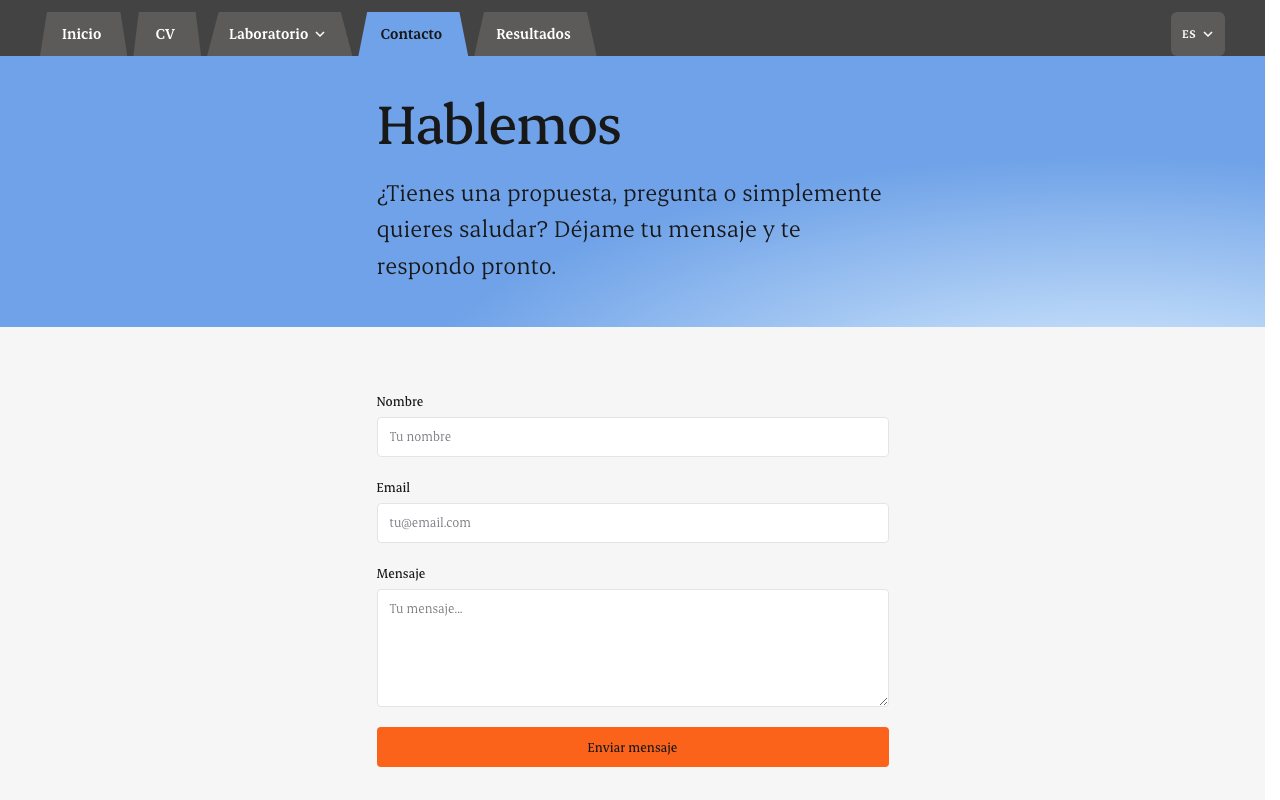 Inicio
CV
Laboratorio
Contacto
Resultados
ES
Hablemos
¿Tienes una propuesta, pregunta o simplemente
quieres saludar? Déjame tu mensaje y te
respondo pronto.
Nombre
Tu nombre
Email
tu@email.com
Mensaje
Tu mensaje...
Enviar mensaje